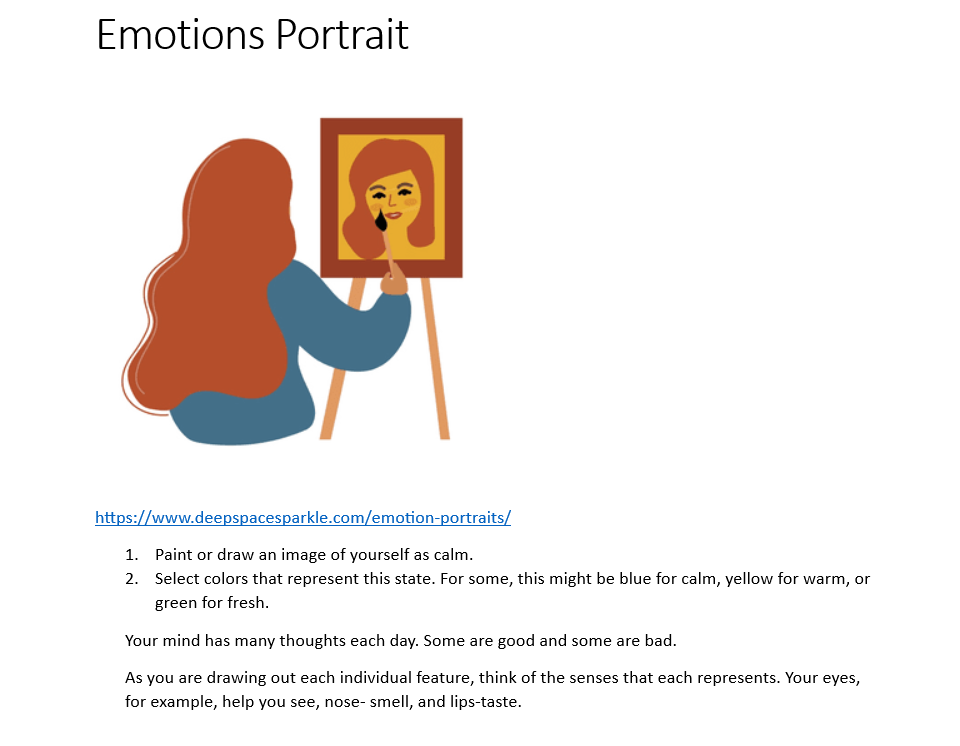 Emotions Portrait
https://www.deepspacesparkle.com/emotion-portraits/
1. Paint or draw an image of yourself as calm.
2. Select colors that represent this state. For some, this might be blue for calm, yellow for warm, or
green for fresh.
Your mind has many thoughts each day. Some are good and some are bad.
As you are drawing out each individual feature, think of the senses that each represents. Your eyes,
for example, help you see, nose- smell, and lips-taste.